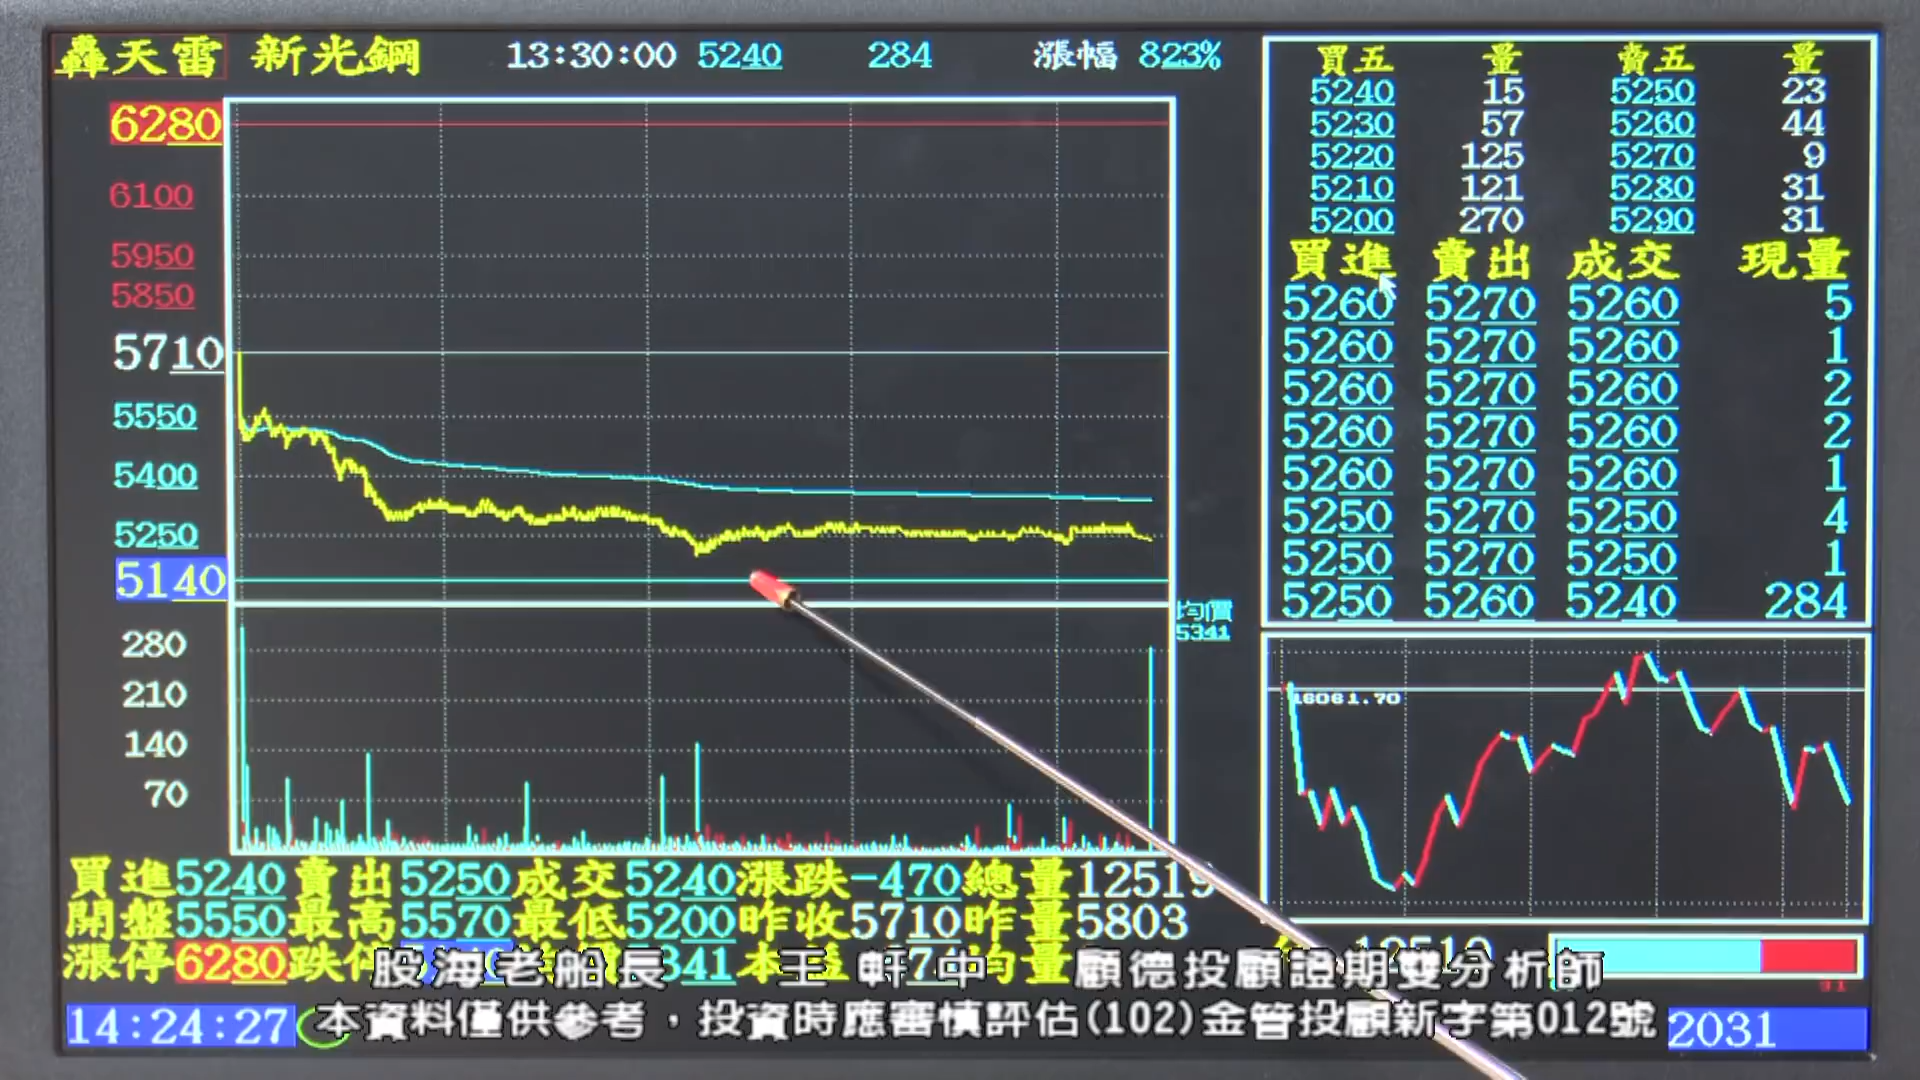 轟天雷 新光鋼 13:30:00 5240 284 漲幅 823%
6280
6100
5950
5850
5710
5550
5400
5250
5140
280
210
140
70
均價
5341
買五 量 賣五 量
5240 15 5250 23
5230 57 5260 44
5220 125 5270 9
5210 121 5280 31
5200 270 5290 31
買進 賣出 成交 現量
5260 5270 5260 5
5260 5270 5260 1
5260 5270 5260 2
5260 5270 5260 2
5260 5270 5260 1
5250 5270 5250 4
5250 5270 5250 1
5250 5260 5240 284
16061.70
買進5240賣出5250成交5240漲跌-470總量12519
開盤5550最高5570最低5200昨收5710昨量5803
漲停6280跌停
股海老船長 王軒中 顧德投顧證期雙分析師
14:24:27 本資料僅供參考,投資時應審慎評估(102)金管投顧新字第012號 2031